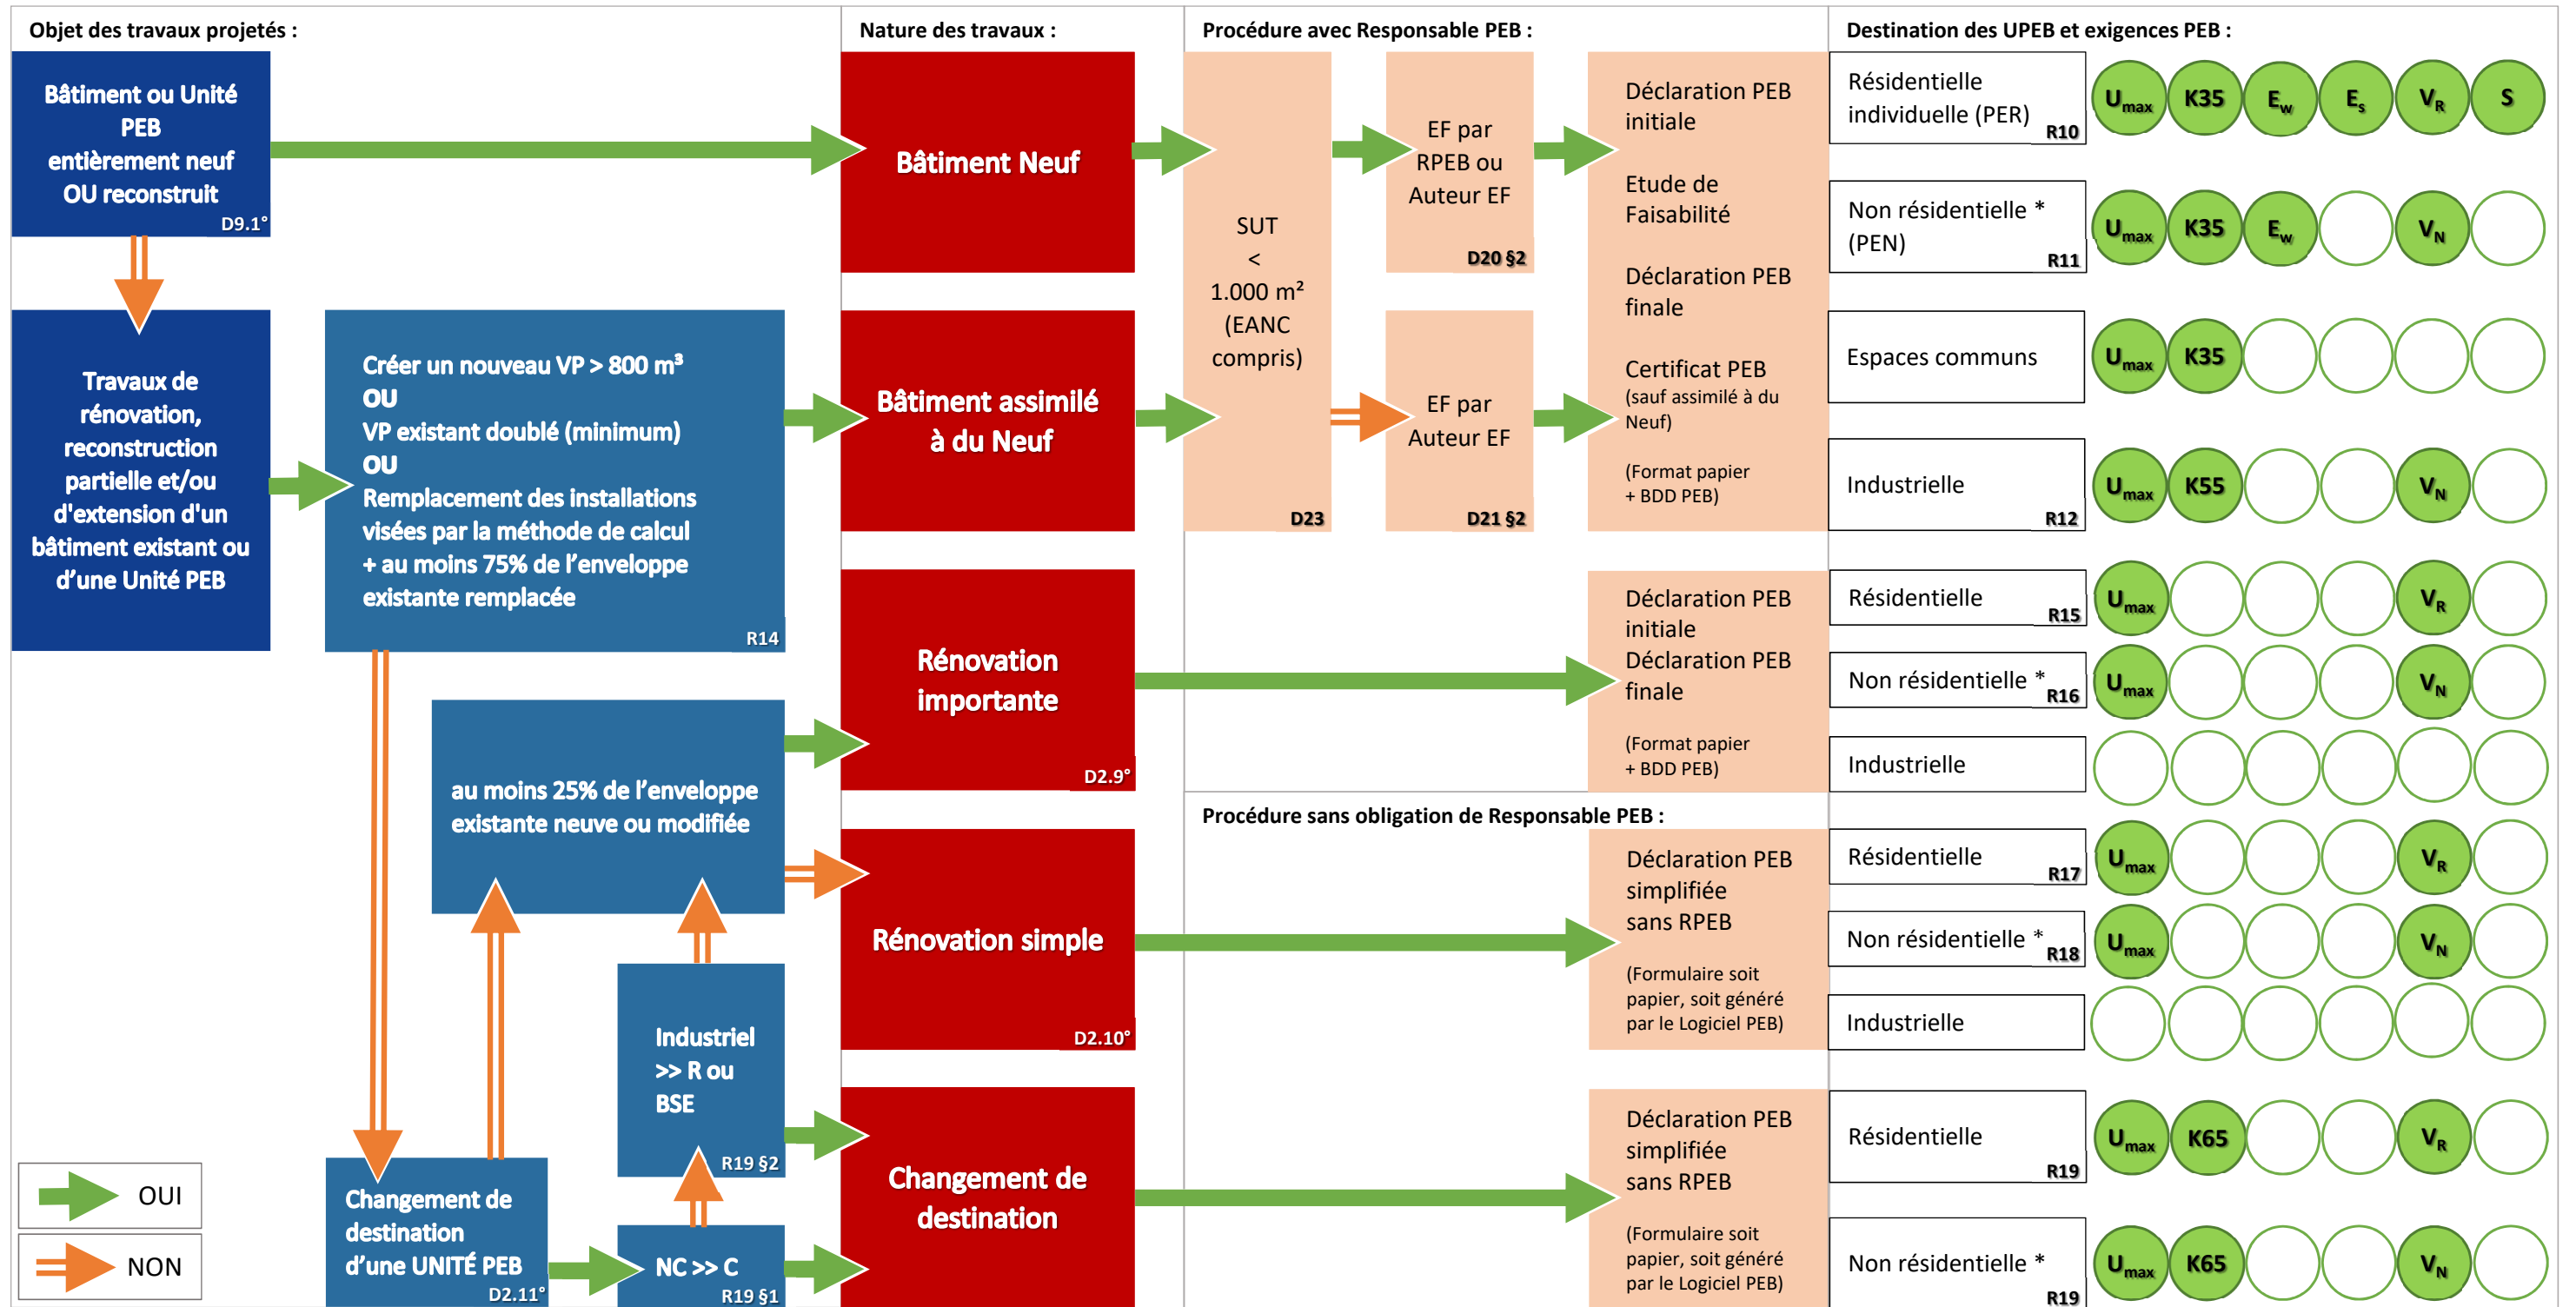 Objet des travaux projetés :
Nature des travaux :
Procédure avec Responsable PEB :
Destination des UPEB et exigences PEB :
Bâtiment ou Unité
PEB
entièrement neuf
OU reconstruit
D9.1°
Bâtiment Neuf
SUT
<
1.000 m²
(EANC
compris)
D23
EF par
RPEB ou
Auteur EF
D20 §2
Déclaration PEB
initiale
Etude de
Faisabilité
Déclaration PEB
finale
Certificat PEB
(sauf assimilé à du
Neuf)
(Format papier
+ BDD PEB)
Résidentielle
individuelle (PER)
R10
Umax K35 Ew Es VR S
Non résidentielle *
(PEN)
R11
Umax K35 Ew VN
Travaux de
rénovation,
reconstruction
partielle et/ou
d'extension d'un
bâtiment existant ou
d’une Unité PEB
Créer un nouveau VP > 800 m³
OU
VP existant doublé (minimum)
OU
Remplacement des installations
visées par la méthode de calcul
+ au moins 75% de l’enveloppe
existante remplacée
R14
Bâtiment assimilé
à du Neuf
EF par
Auteur EF
D21 §2
Espaces communs
Umax K35
Industrielle
R12
Umax K55 VN
au moins 25% de l’enveloppe
existante neuve ou modifiée
Rénovation
importante
D2.9°
Déclaration PEB
initiale
Déclaration PEB
finale
(Format papier
+ BDD PEB)
Résidentielle
R15
Umax VR
Non résidentielle *
R16
Umax VN
Industrielle
Procédure sans obligation de Responsable PEB :
Rénovation simple
D2.10°
Déclaration PEB
simplifiée
sans RPEB
(Formulaire soit
papier, soit généré
par le Logiciel PEB)
Résidentielle
R17
Umax VR
Non résidentielle *
R18
Umax VN
Industrielle
Industriel
>> R ou
BSE
R19 §2
Changement de
destination
d’une UNITÉ PEB
D2.11°
NC >> C
R19 §1
Changement de
destination
Déclaration PEB
simplifiée
sans RPEB
(Formulaire soit
papier, soit généré
par le Logiciel PEB)
Résidentielle
R19
Umax K65 VR
Non résidentielle *
R19
Umax K65 VN
OUI
NON